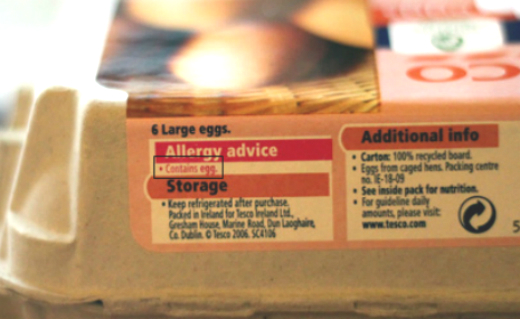 6 Large eggs.
Allergy advice
• Contains egg.
Storage
• Keep refrigerated after purchase.
Packed in Ireland for Tesco Ireland Ltd.,
Gresham House, Marine Road, Dun Laoghaire,
Co. Dublin. © Tesco 2006. SC4106
Additional info
• Carton: 100% recycled board.
• Eggs from caged hens. Packing centre
no. IE-18-09
• See inside pack for nutrition.
• For guideline daily
amounts, please visit:
www.tesco.com